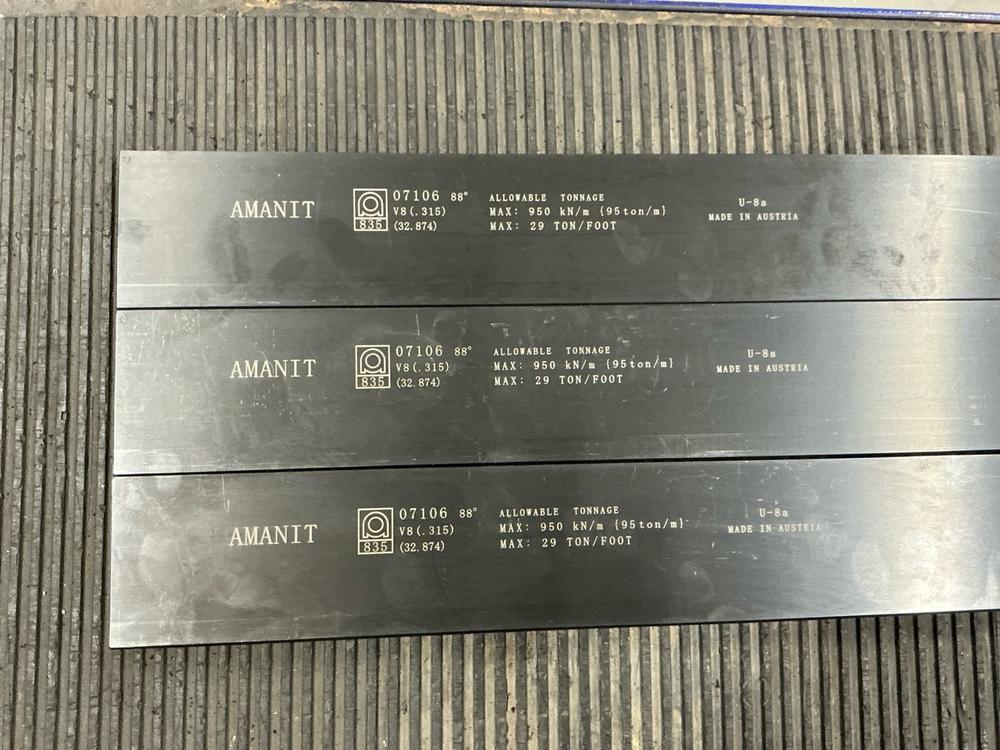 AMANIT
835
07106 88°
V8(.315)
(32.874)
ALLOWABLE TONNAGE
MAX: 950 kN/m {95ton/m}
MAX: 29 TON/FOOT
U-8a
MADE IN AUSTRIA
AMANIT
835
07106 88°
V8(.315)
(32.874)
ALLOWABLE TONNAGE
MAX: 950 kN/m {95ton/m}
MAX: 29 TON/FOOT
U-8a
MADE IN AUSTRIA
AMANIT
835
07106 88°
V8(.315)
(32.874)
ALLOWABLE TONNAGE
MAX: 950 kN/m {95ton/m}
MAX: 29 TON/FOOT
U-8a
MADE IN AUSTRIA